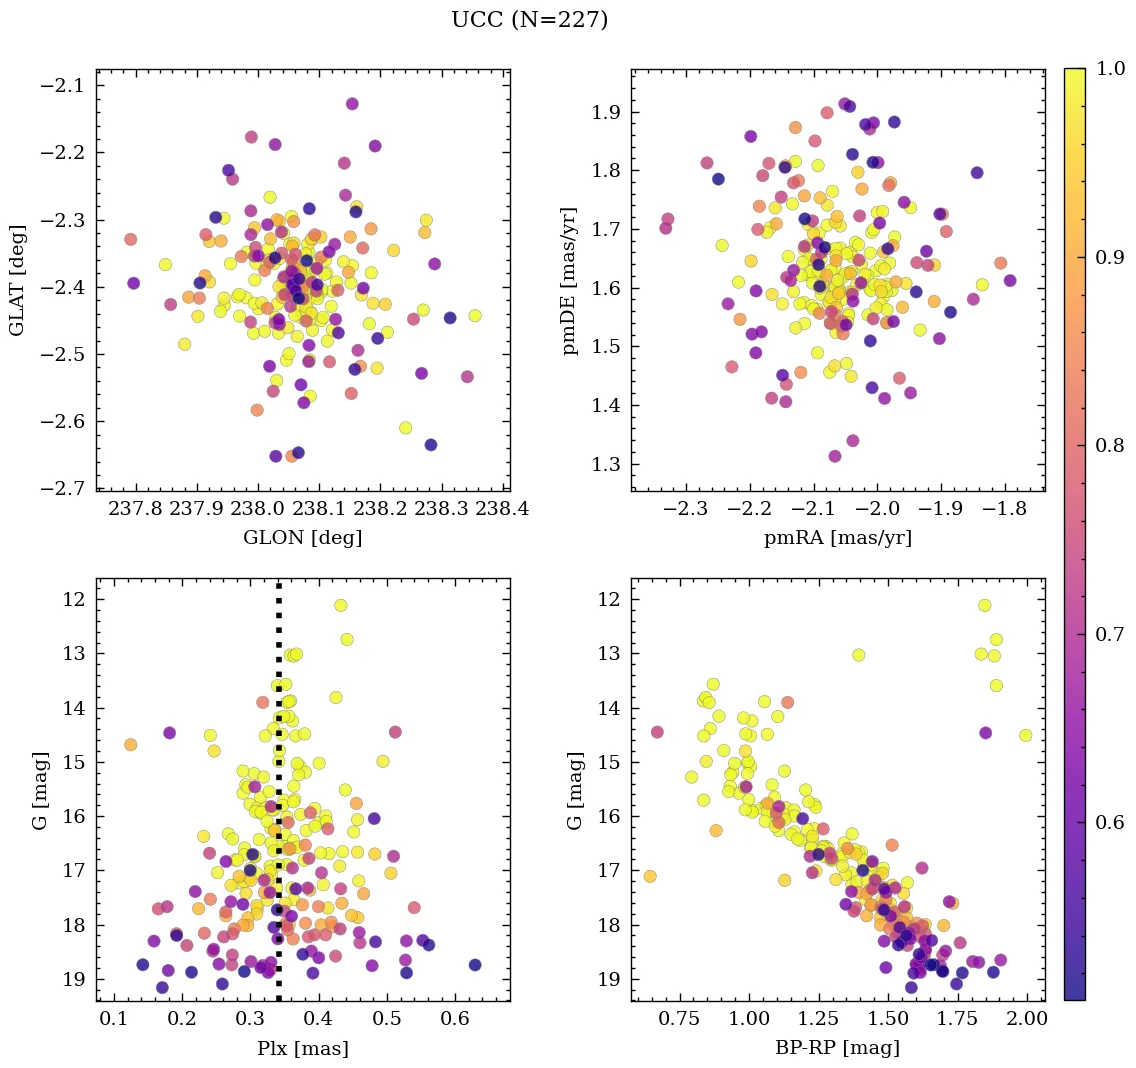 UCC (N=227)
−2.1
−2.2
−2.3
−2.4
−2.5
−2.6
−2.7
GLAT [deg]
237.8 237.9 238.0 238.1 238.2 238.3 238.4
GLON [deg]
1.9
1.8
1.7
1.6
1.5
1.4
1.3
pmDE [mas/yr]
−2.3 −2.2 −2.1 −2.0 −1.9 −1.8
pmRA [mas/yr]
12
13
14
15
16
17
18
19
G [mag]
0.1 0.2 0.3 0.4 0.5 0.6
Plx [mas]
12
13
14
15
16
17
18
19
G [mag]
0.75 1.00 1.25 1.50 1.75 2.00
BP-RP [mag]
1.0
0.9
0.8
0.7
0.6